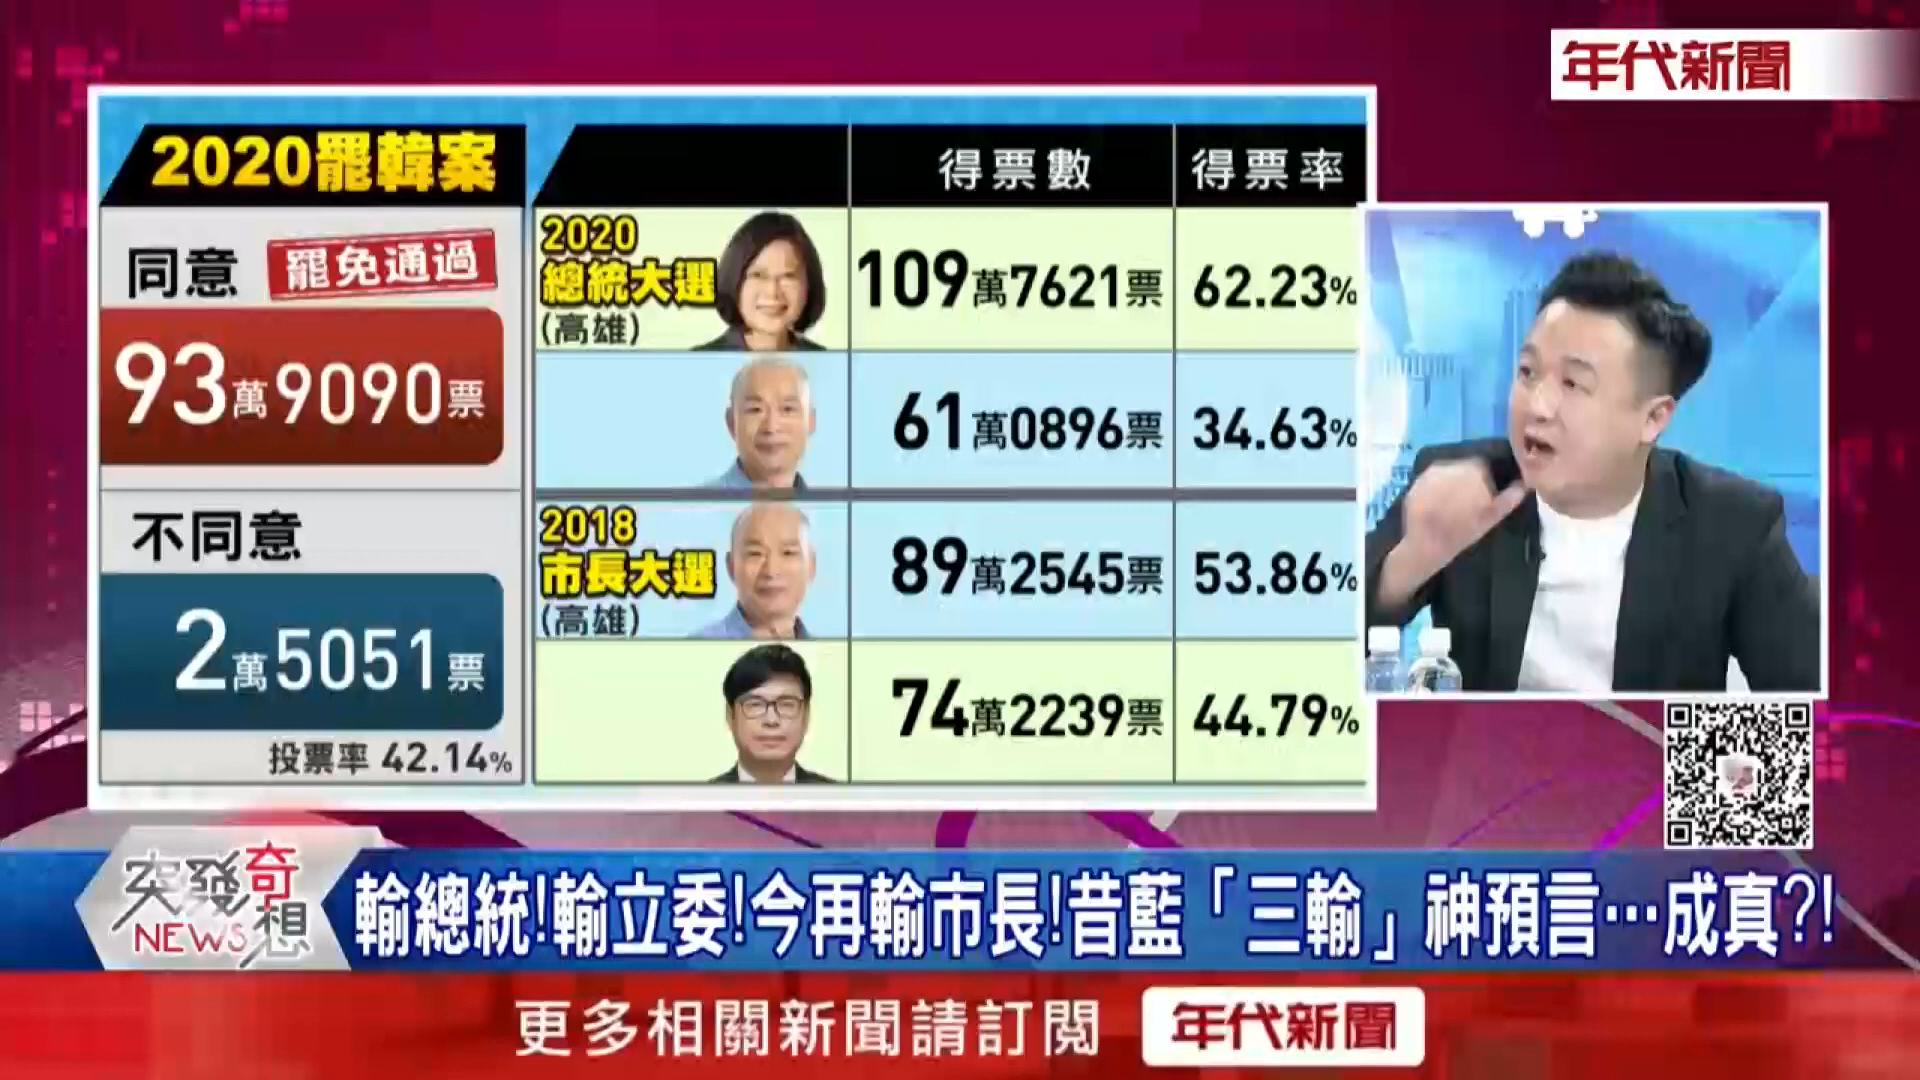 年代新聞
2020罷韓案
同意 罷免通過
93萬9090票
不同意
2萬5051票
投票率 42.14%
得票數 得票率
2020
總統大選
(高雄)
109萬7621票 62.23%
61萬0896票 34.63%
2018
市長大選
(高雄)
89萬2545票 53.86%
74萬2239票 44.79%
突發奇想
NEWS
輸總統!輸立委!今再輸市長!昔藍「三輸」神預言…成真?!
更多相關新聞請訂閱 年代新聞